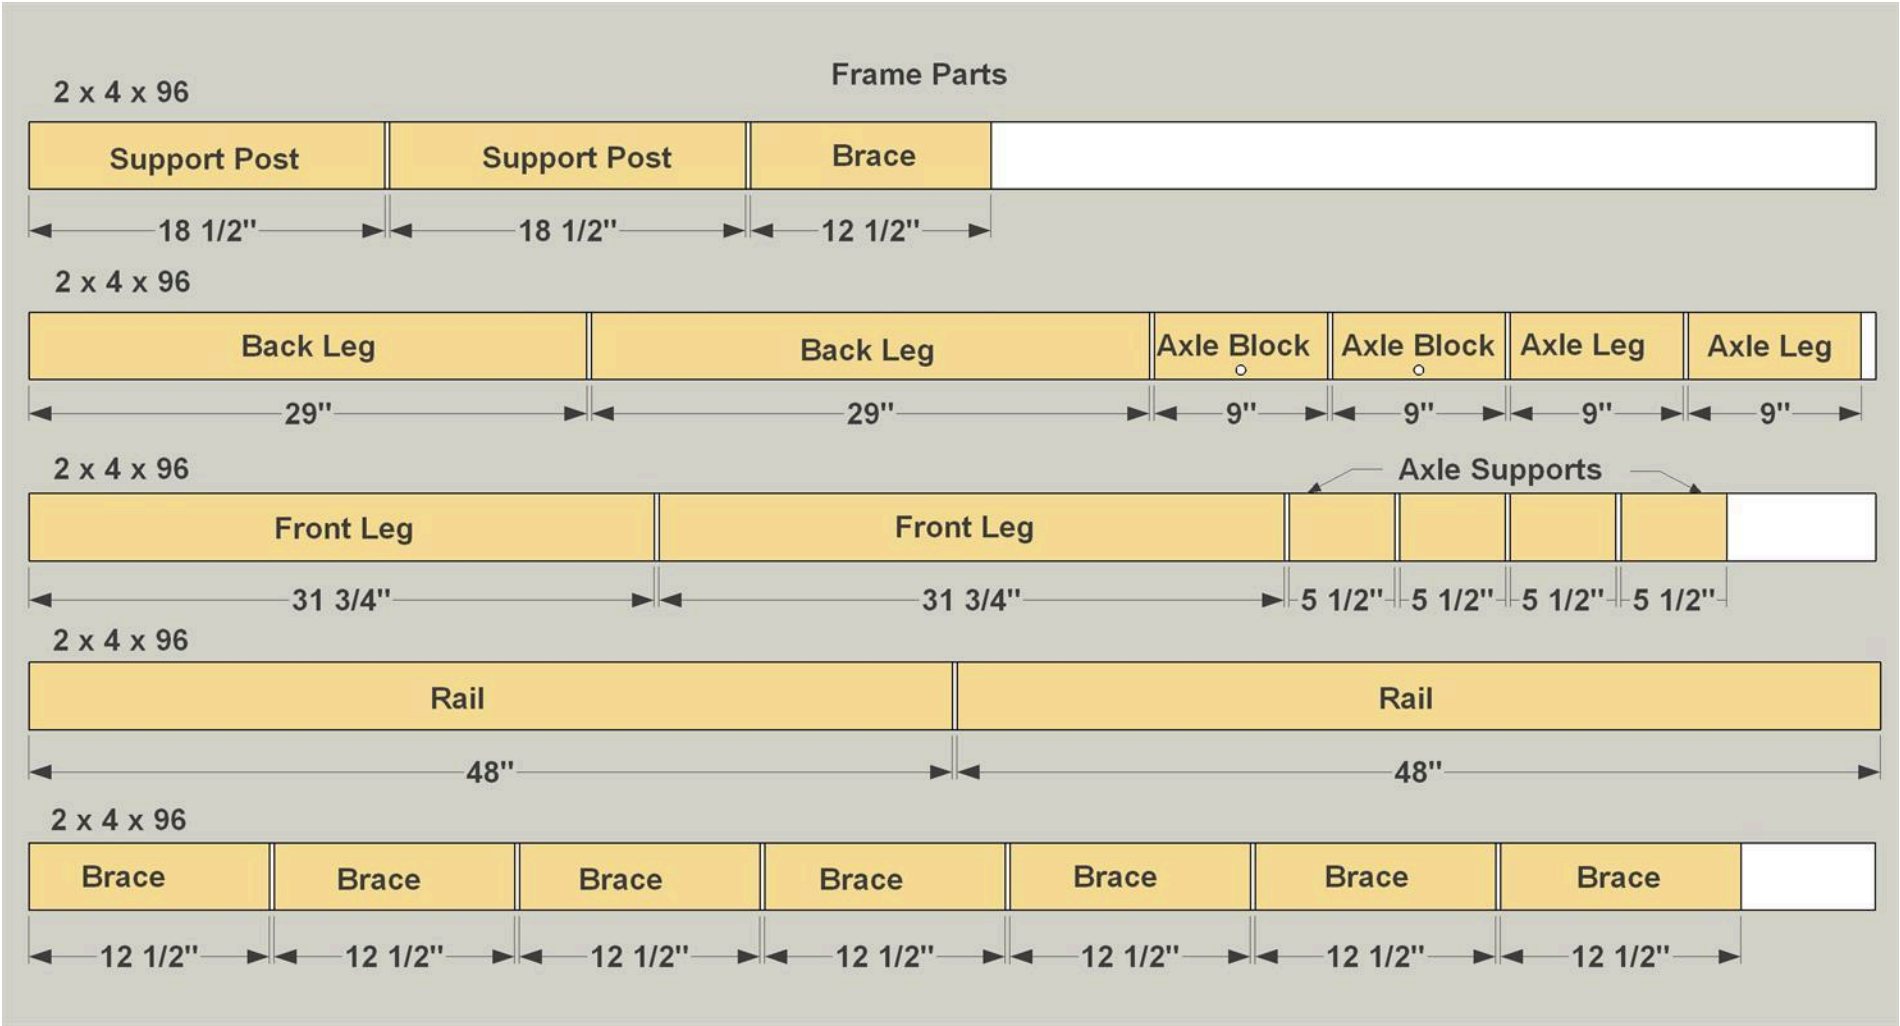 Frame Parts
2 x 4 x 96
Support Post Support Post Brace
18 1/2" 18 1/2" 12 1/2"
2 x 4 x 96
Back Leg Back Leg Axle Block Axle Block Axle Leg Axle Leg
29" 29" 9" 9" 9" 9"
2 x 4 x 96 Axle Supports
Front Leg Front Leg
31 3/4" 31 3/4" 5 1/2" 5 1/2" 5 1/2" 5 1/2"
2 x 4 x 96
Rail Rail
48" 48"
2 x 4 x 96
Brace Brace Brace Brace Brace Brace Brace
12 1/2" 12 1/2" 12 1/2" 12 1/2" 12 1/2" 12 1/2" 12 1/2"